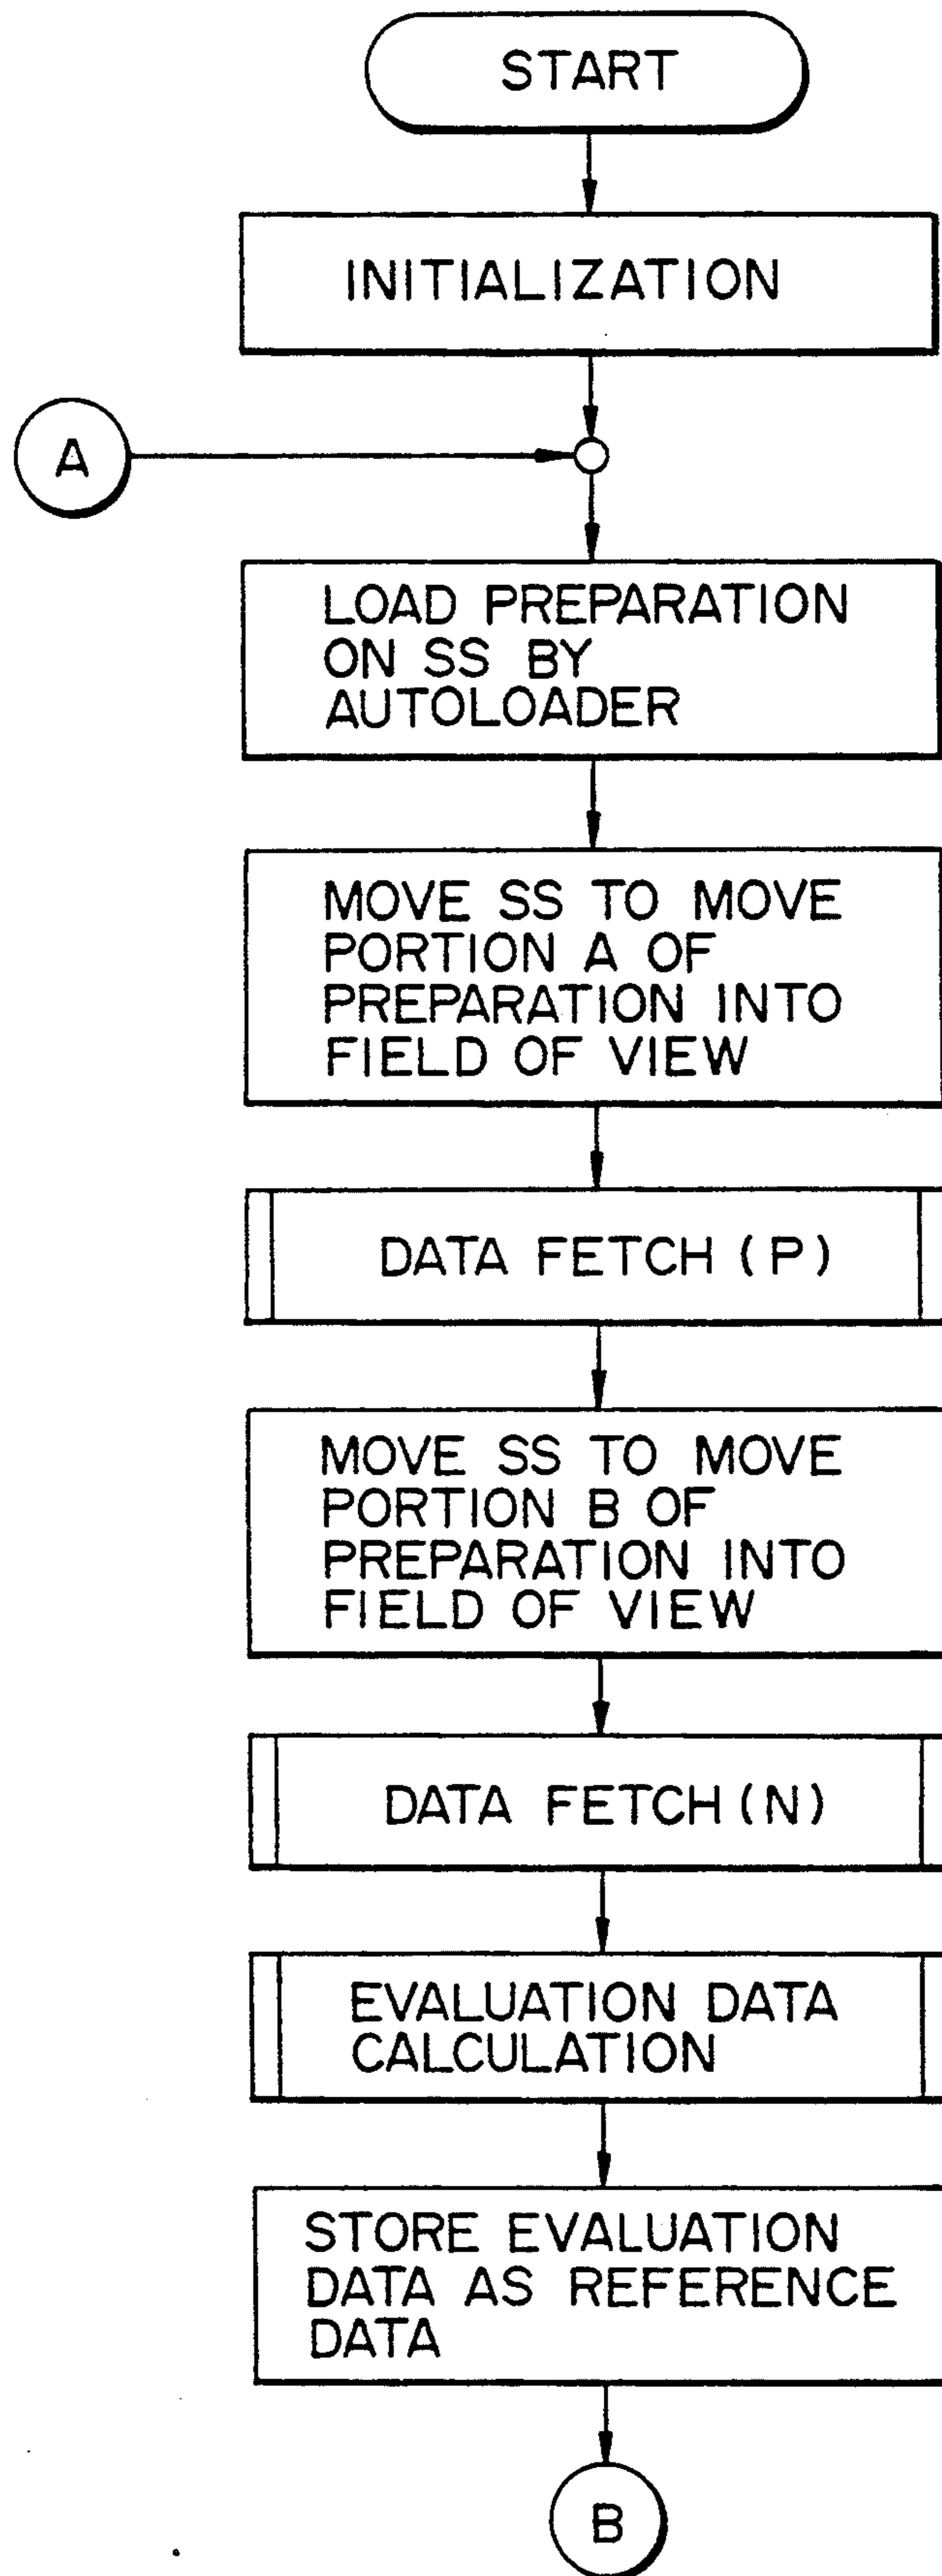 START
INITIALIZATION
A
LOAD PREPARATION
ON SS BY
AUTOLOADER
MOVE SS TO MOVE
PORTION A OF
PREPARATION INTO
FIELD OF VIEW
DATA FETCH (P)
MOVE SS TO MOVE
PORTION B OF
PREPARATION INTO
FIELD OF VIEW
DATA FETCH (N)
EVALUATION DATA
CALCULATION
STORE EVALUATION
DATA AS REFERENCE
DATA
B